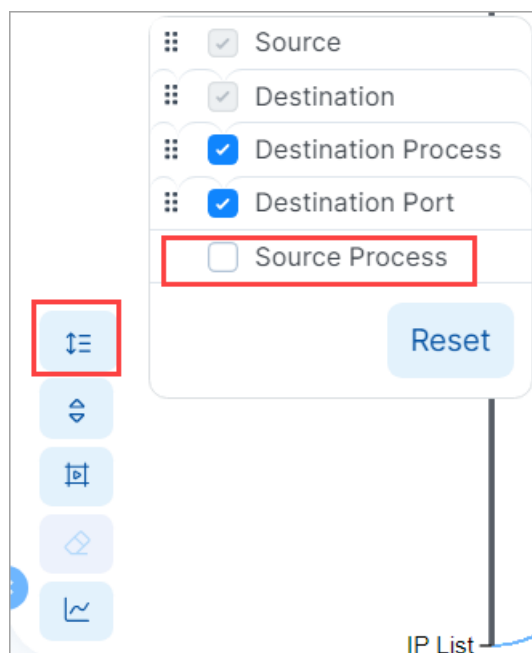 Source
Destination
Destination Process
Destination Port
Source Process
Reset
IP List